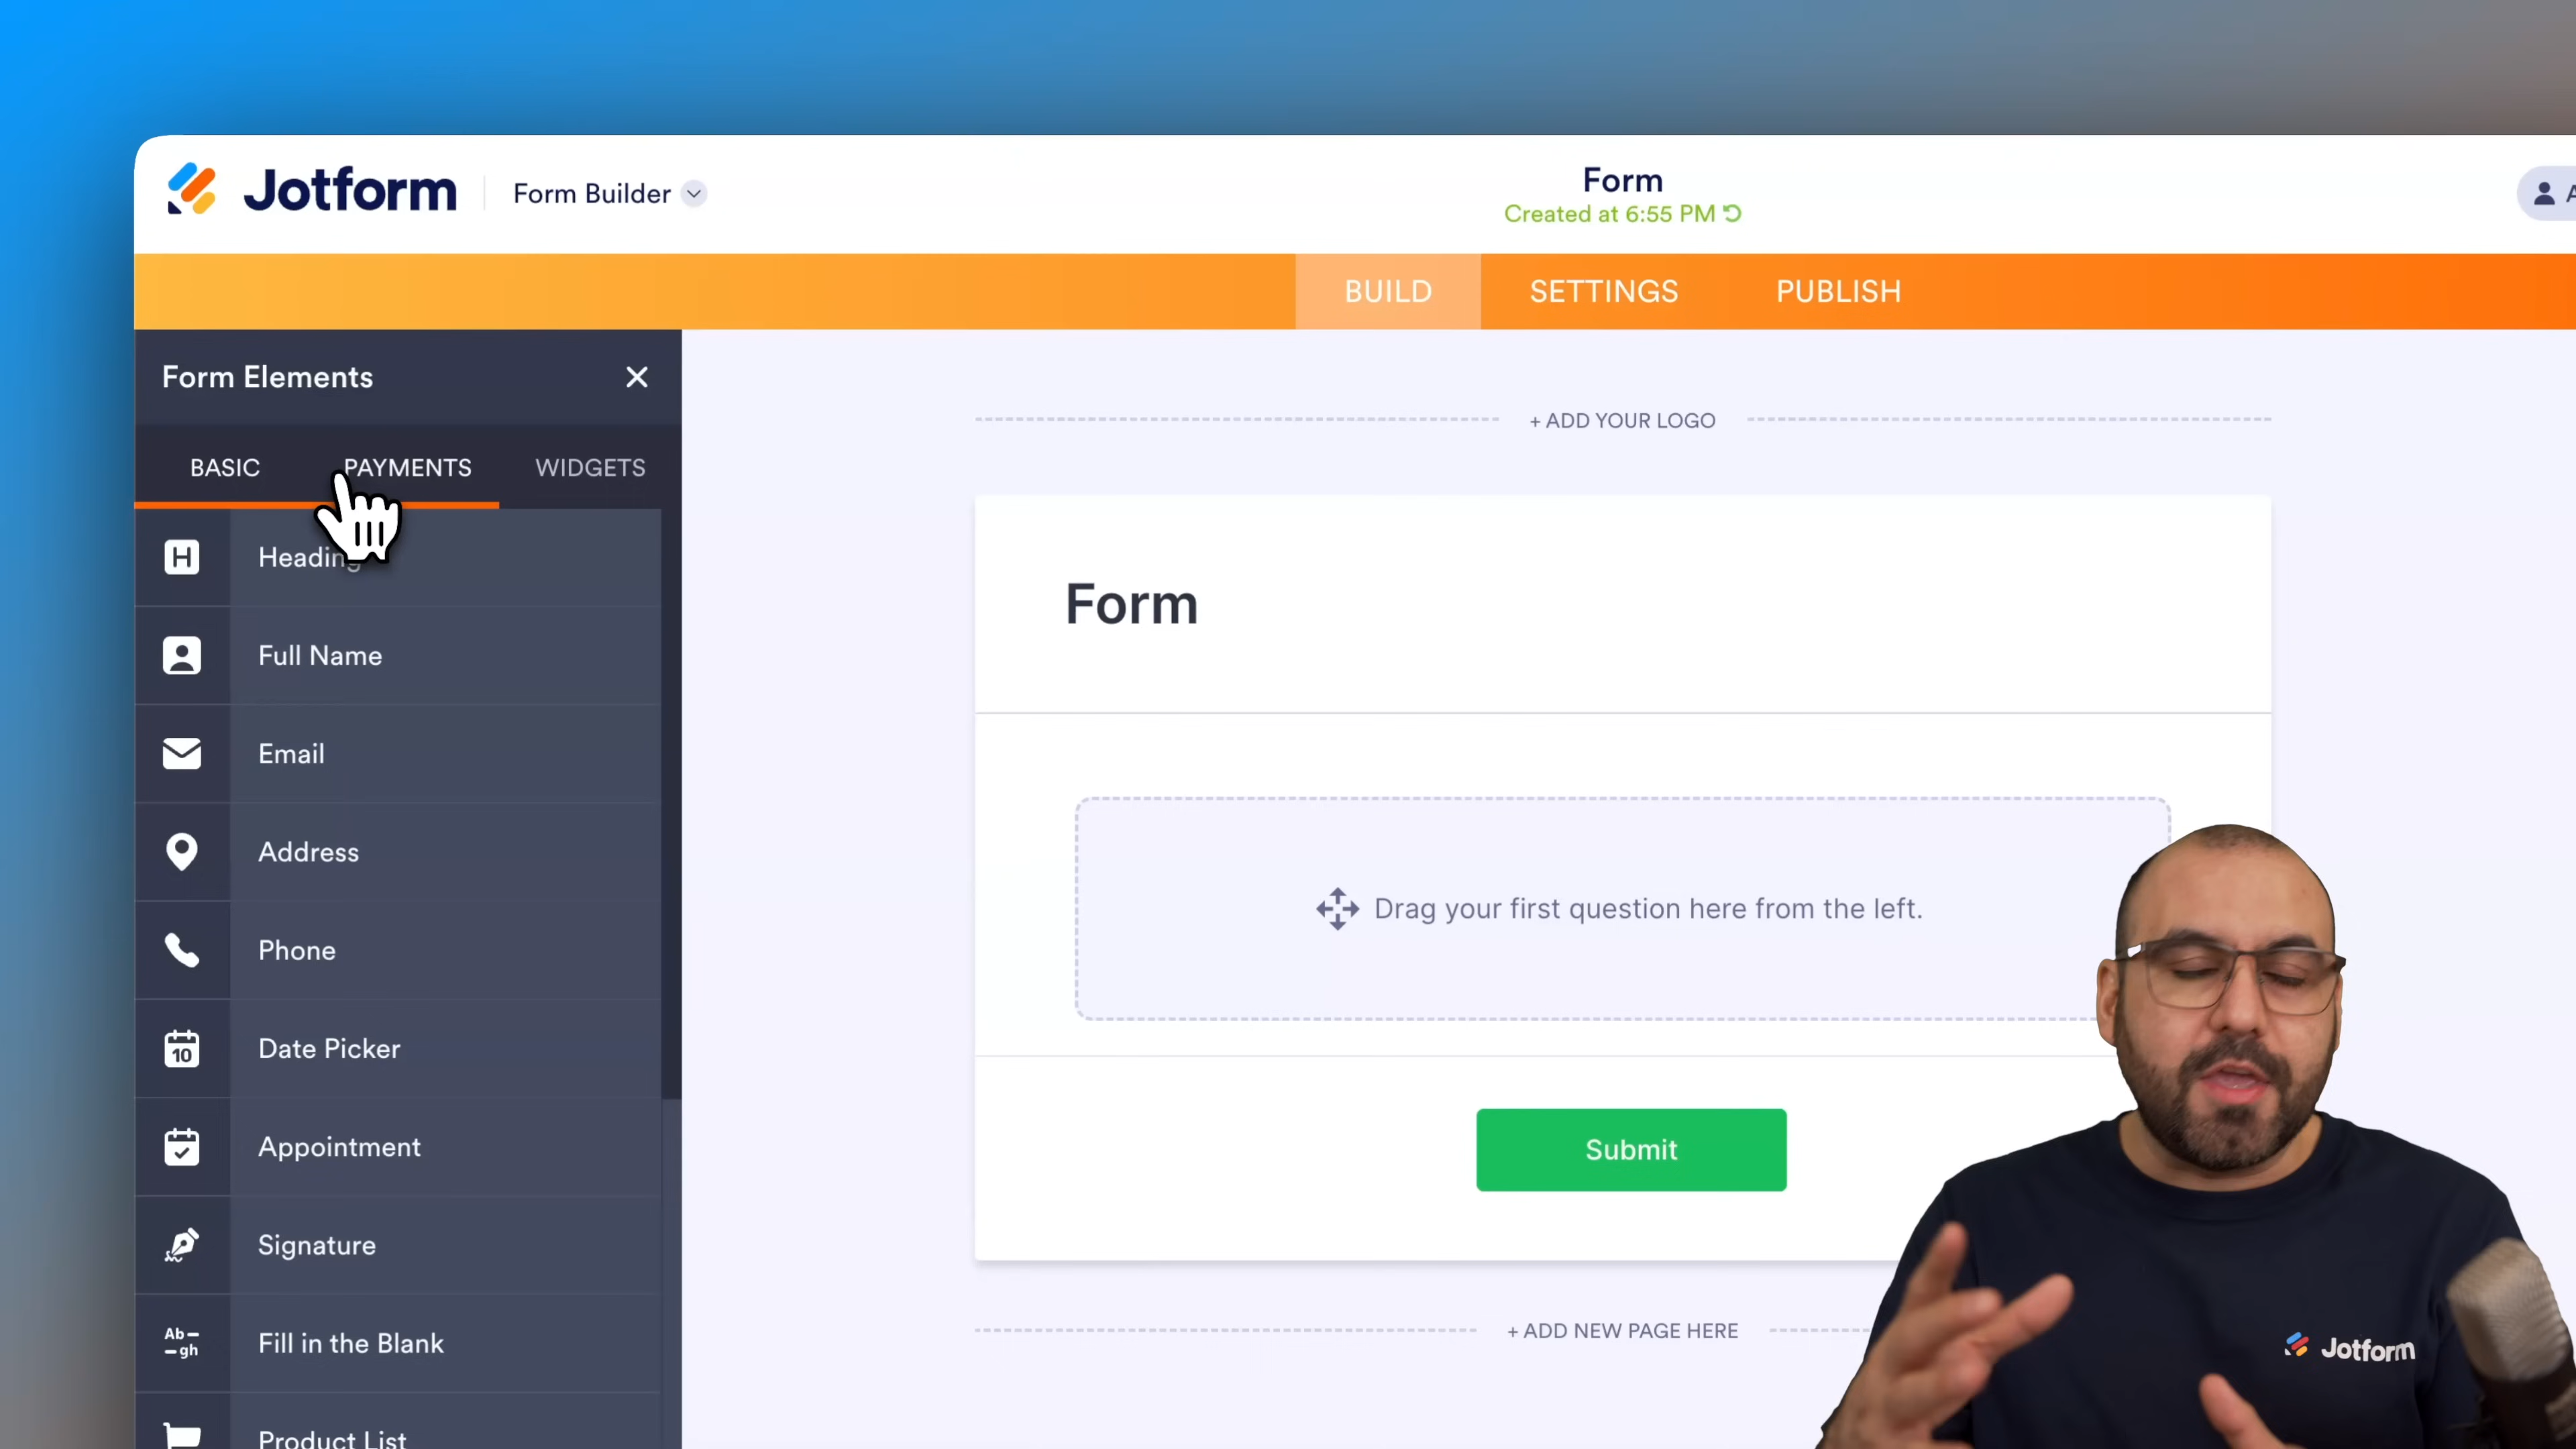 Jotform
Form Builder
Form
Created at 6:55 PM
A
BUILD
SETTINGS
PUBLISH
Form Elements
BASIC
PAYMENTS
WIDGETS
+ ADD YOUR LOGO
H
Heading
Form
Full Name
Email
Address
Drag your first question here from the left.
Phone
10
Date Picker
Appointment
Submit
Signature
Ab
gh
Fill in the Blank
+ ADD NEW PAGE HERE
Jotform
Product List